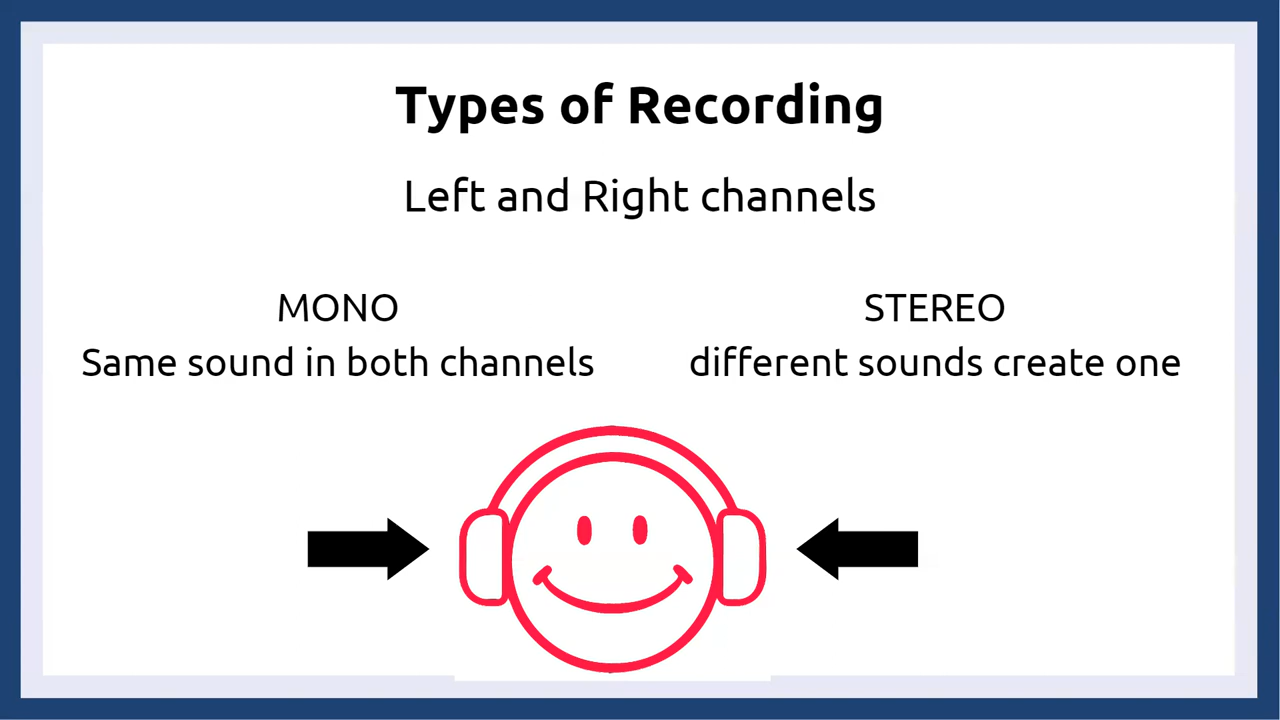 Types of Recording
Left and Right channels
MONO
Same sound in both channels
STEREO
different sounds create one